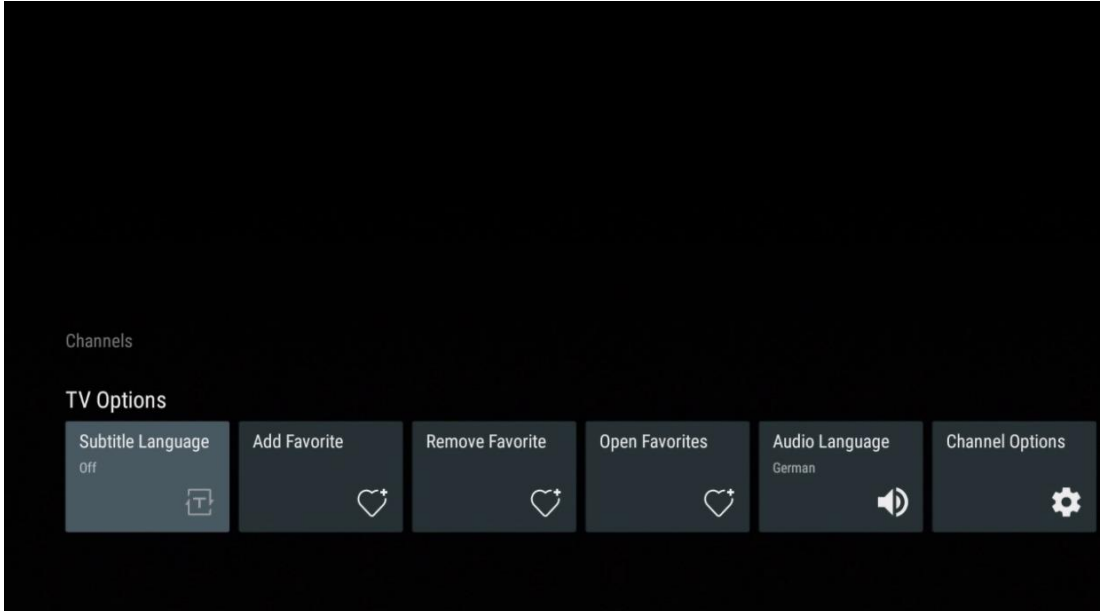 Channels
TV Options
Subtitle Language
Off
Add Favorite
Remove Favorite
Open Favorites
Audio Language
German
Channel Options